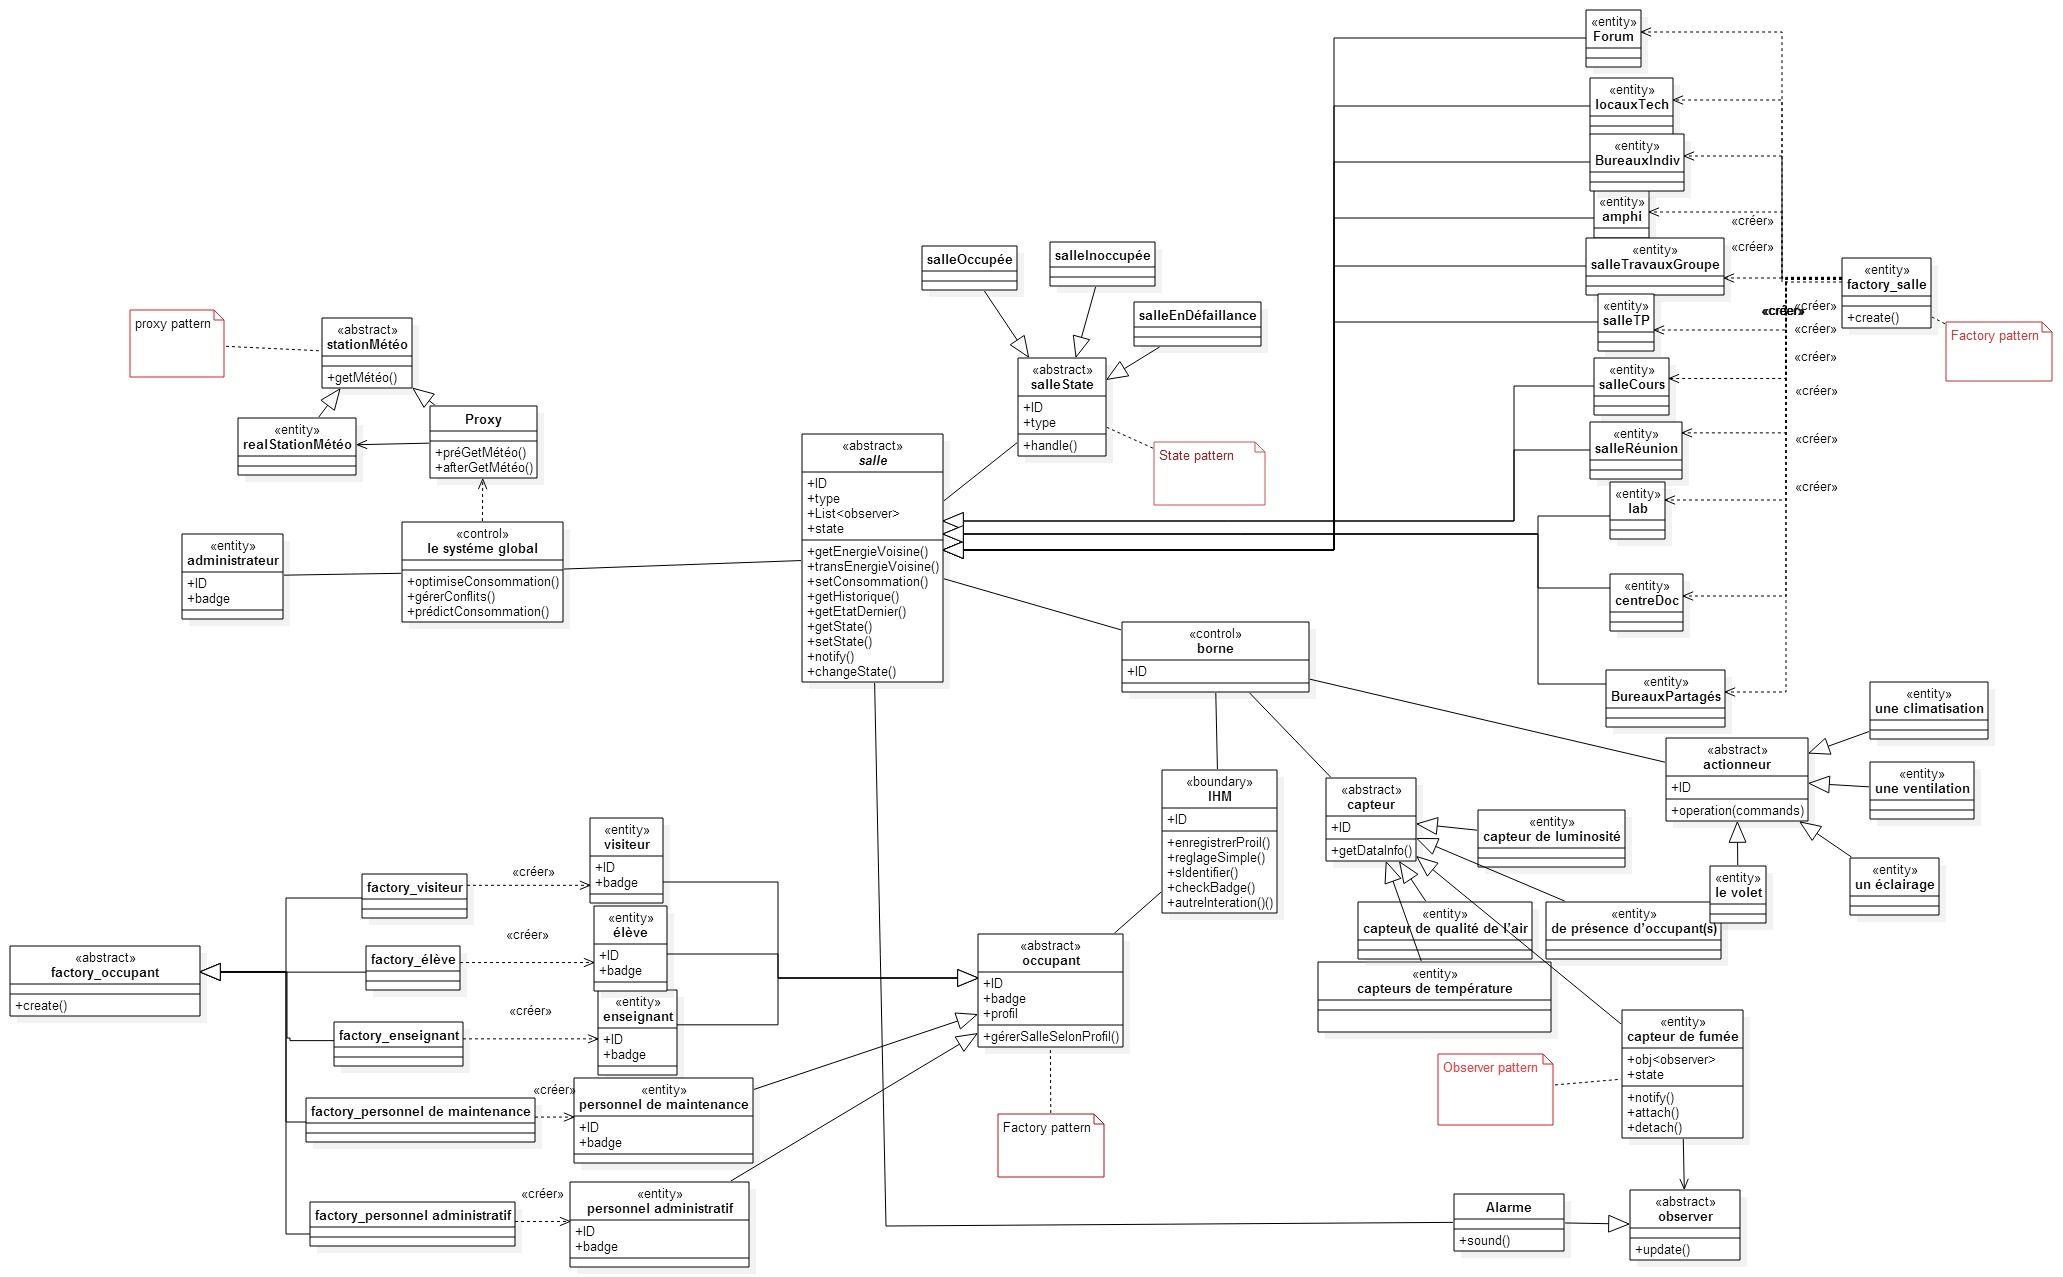 «entity»
Forum
«entity»
locauxTech
«entity»
BureauxIndiv
«entity»
amphi
«créer»
«entity»
salleTravauxGroupe
«créer»
«entity»
factory_salle
+create()
«créer»
«créer»
«entity»
salleTP
«créer»
Factory pattern
«créer»
«entity»
salleCours
«créer»
«entity»
salleRéunion
«créer»
«entity»
lab
«créer»
«entity»
centreDoc
«entity»
BureauxPartagés
salleOccupée
salleInoccupée
salleEnDéfaillance
«abstract»
salleState
+ID
+type
+handle()
State pattern
proxy pattern
«abstract»
stationMétéo
+getMétéo()
«entity»
realStationMétéo
Proxy
+préGetMétéo()
+afterGetMétéo()
«entity»
administrateur
+ID
+badge
«control»
le systéme global
+optimiseConsommation()
+gérerConflits()
+prédictConsommation()
«abstract»
salle
+ID
+type
+List<observer>
+state
+getEnergieVoisine()
+transEnergieVoisine()
+setConsommation()
+getHistorique()
+getEtatDernier()
+getState()
+setState()
+notify()
+changeState()
«control»
borne
+ID
«boundary»
IHM
+ID
+enregistrerProil()
+reglageSimple()
+sIdentifier()
+checkBadge()
+autreInteration()()
«abstract»
capteur
+ID
+getDataInfo()
«entity»
capteur de luminosité
«entity»
capteur de qualité de l'air
«entity»
de présence d'occupant(s)
«entity»
capteurs de température
«abstract»
actionneur
+ID
+operation(commands)
«entity»
une climatisation
«entity»
une ventilation
«entity»
le volet
«entity»
un éclairage
«entity»
capteur de fumée
+obj<observer>
+state
+notify()
+attach()
+detach()
Observer pattern
Alarme
+sound()
«abstract»
observer
+update()
«abstract»
occupant
+ID
+badge
+profil
+gérerSalleSelonProfil()
Factory pattern
«abstract»
factory_occupant
+create()
factory_visiteur
«créer»
«entity»
visiteur
+ID
+badge
factory_élève
«créer»
«entity»
élève
+ID
+badge
factory_enseignant
«créer»
«entity»
enseignant
+ID
+badge
factory_personnel de maintenance
«créer»
«entity»
personnel de maintenance
+ID
+badge
factory_personnel administratif
«créer»
«entity»
personnel administratif
+ID
+badge